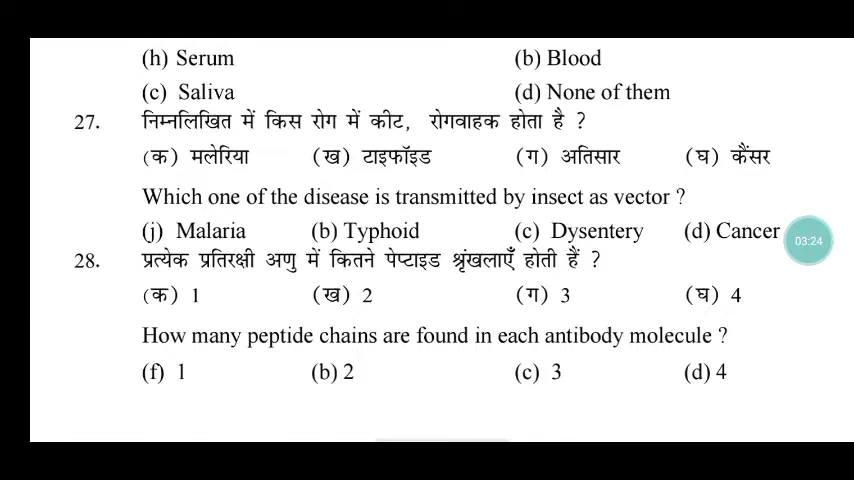 (h) Serum (b) Blood
(c) Saliva (d) None of them
27. निम्नलिखित में किस रोग में कीट, रोगवाहक होता है ?
(क) मलेरिया (ख) टाइफॉइड (ग) अतिसार (घ) कैंसर
Which one of the disease is transmitted by insect as vector ?
(j) Malaria (b) Typhoid (c) Dysentery (d) Cancer
03:24
28. प्रत्येक प्रतिरक्षी अणु में कितने पेप्टाइड श्रृंखलाएँ होती हैं ?
(क) 1 (ख) 2 (ग) 3 (घ) 4
How many peptide chains are found in each antibody molecule ?
(f) 1 (b) 2 (c) 3 (d) 4